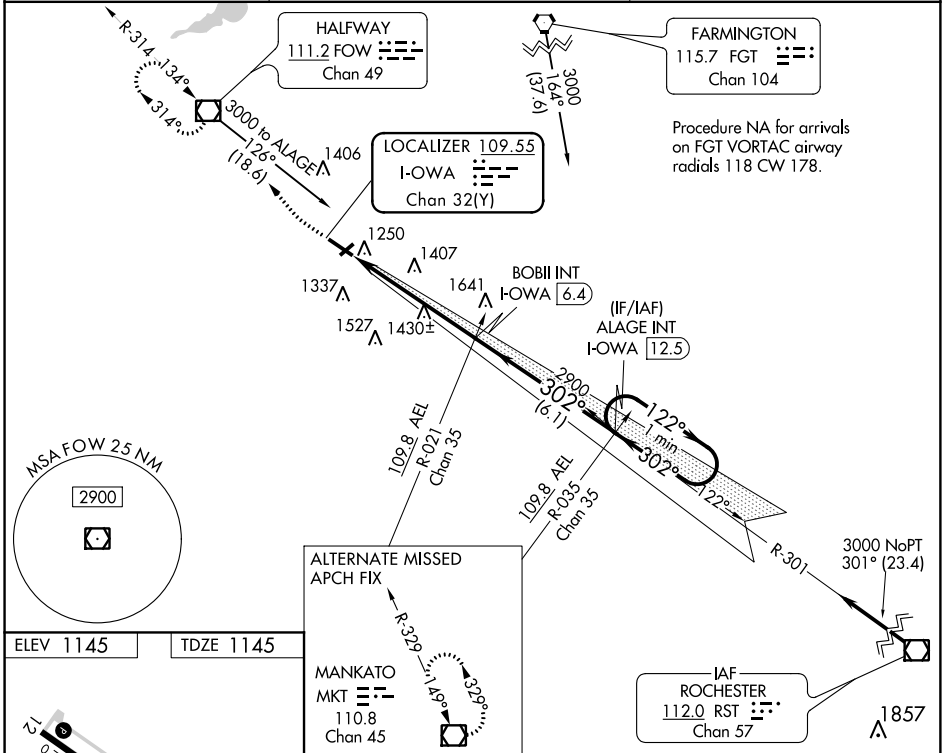 R-314
134°
314°
HALFWAY
111.2 FOW
Chan 49
3000 to ALAGE
126°
(18.6)
1406
3000
164°
(37.6)
FARMINGTON
115.7 FGT
Chan 104
Procedure NA for arrivals
on FGT VORTAC airway
radials 118 CW 178.
LOCALIZER 109.55
I-OWA
Chan 32(Y)
1250
1407
1337
1641
1527
1430±
BOBII INT
I-OWA 6.4
(IF/IAF)
ALAGE INT
I-OWA 12.5
2900
302°
(6.1)
122°
1 min
302°
122°
109.8 AEL
R-021
Chan 35
109.8 AEL
R-035
Chan 35
R-301
3000 NoPT
301° (23.4)
MSA FOW 25 NM
2900
ALTERNATE MISSED
APCH FIX
R-329
149°
329°
MANKATO
MKT
110.8
Chan 45
IAF
ROCHESTER
112.0 RST
Chan 57
1857
ELEV 1145
TDZE 1145
12
P